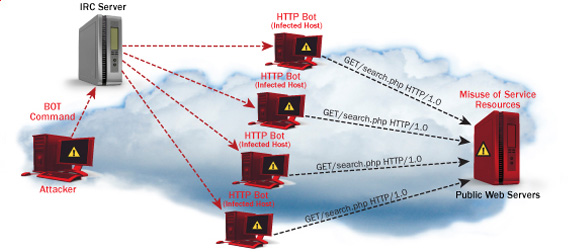 IRC Server
HTTP Bot
(Infected Host)
HTTP Bot
(Infected Host)
GET/search.php HTTP/1.0
Misuse of Service
Resources
BOT
Command
GET/search.php HTTP/1.0
HTTP Bot
(Infected Host)
GET/search.php HTTP/1.0
Attacker
HTTP Bot
(Infected Host)
GET/search.php HTTP/1.0
Public Web Servers